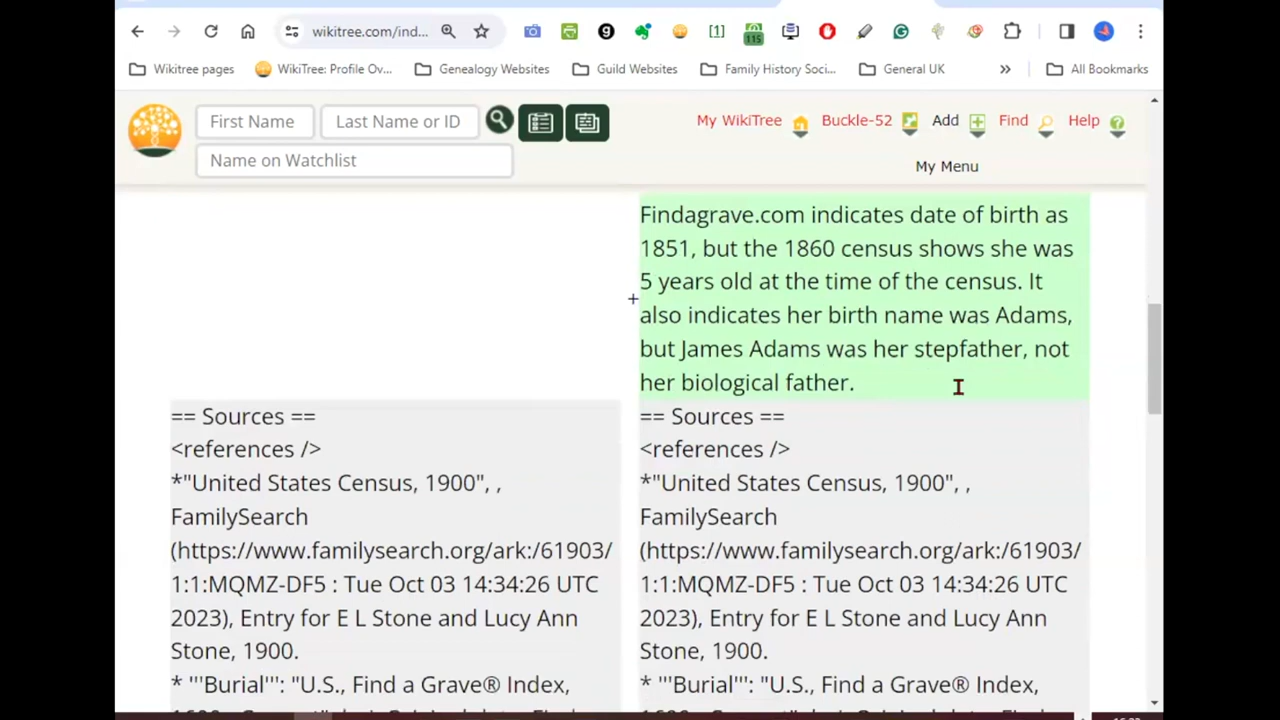 wikitree.com/ind...
[1]
115
Wikitree pages
WikiTree: Profile Ov...
Genealogy Websites
Guild Websites
Family History Soci...
General UK
»
All Bookmarks
First Name
Last Name or ID
My WikiTree
Buckle-52
Add
Find
Help
Name on Watchlist
My Menu
Findagrave.com indicates date of birth as
1851, but the 1860 census shows she was
5 years old at the time of the census. It
+
also indicates her birth name was Adams,
but James Adams was her stepfather, not
her biological father.
== Sources ==
<references />
*"United States Census, 1900", ,
FamilySearch
(https://www.familysearch.org/ark:/61903/
1:1:MQMZ-DF5 : Tue Oct 03 14:34:26 UTC
2023), Entry for E L Stone and Lucy Ann
Stone, 1900.
* '''Burial''': "U.S., Find a Grave® Index,
== Sources ==
<references />
*"United States Census, 1900", ,
FamilySearch
(https://www.familysearch.org/ark:/61903/
1:1:MQMZ-DF5 : Tue Oct 03 14:34:26 UTC
2023), Entry for E L Stone and Lucy Ann
Stone, 1900.
* '''Burial''': "U.S., Find a Grave® Index,